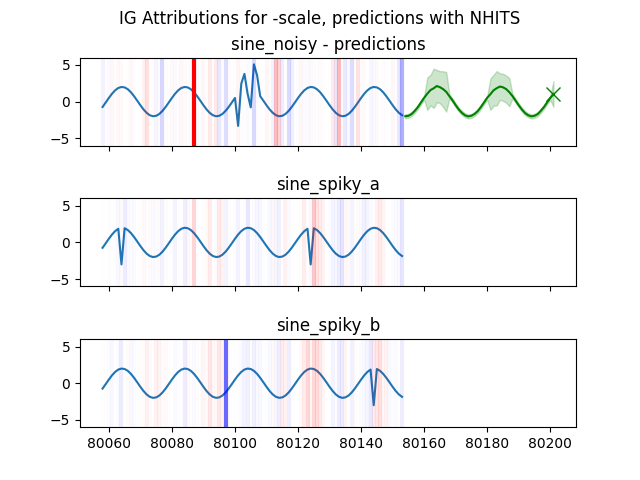 IG Attributions for -scale, predictions with NHITS
sine_noisy - predictions
5
0
−5
sine_spiky_a
5
0
−5
sine_spiky_b
5
0
−5
80060 80080 80100 80120 80140 80160 80180 80200